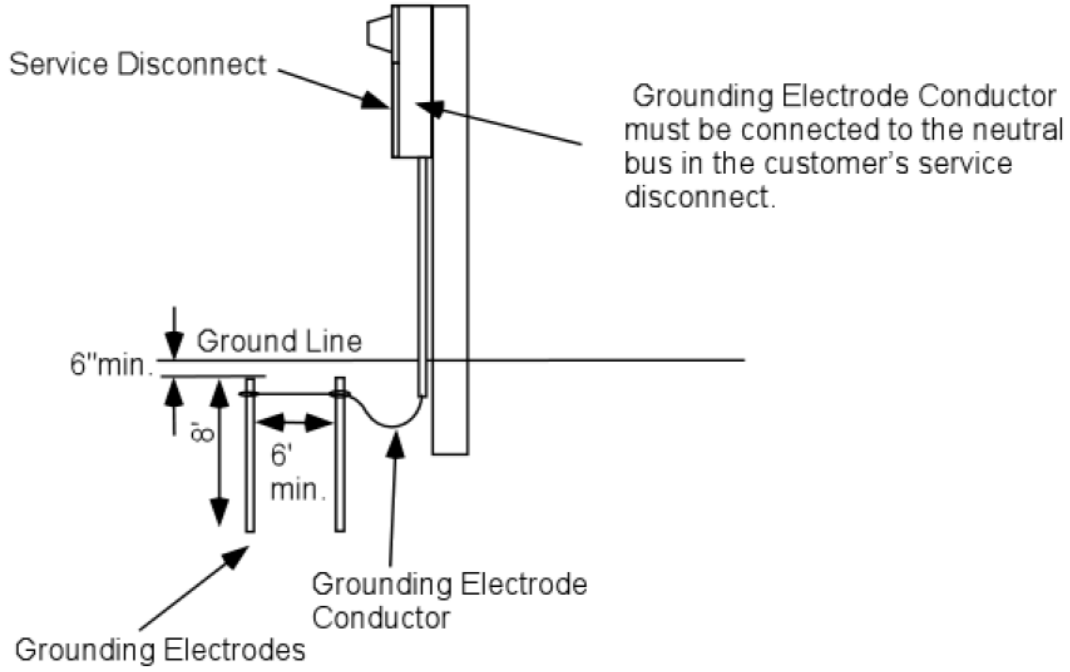 Service Disconnect
Grounding Electrode Conductor
must be connected to the neutral
bus in the customer's service
disconnect.
Ground Line
6"min.
8'
6'
min.
Grounding Electrode
Conductor
Grounding Electrodes